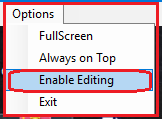 Options
FullScreen
Always on Top
Enable Editing
Exit